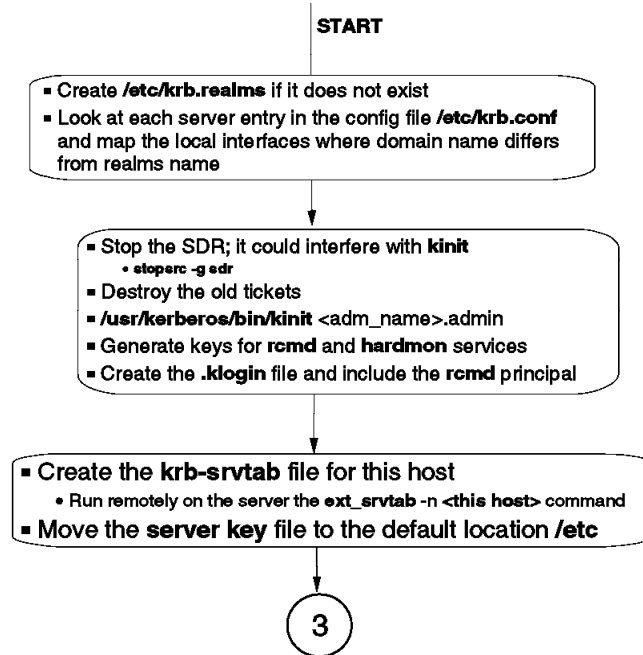 START
▪ Create /etc/krb.realms if it does not exist
▪ Look at each server entry in the config file /etc/krb.conf
and map the local interfaces where domain name differs
from realms name
▪ Stop the SDR; it could interfere with kinit
• stopsrc -g sdr
▪ Destroy the old tickets
▪ /usr/kerberos/bin/kinit <adm_name>.admin
▪ Generate keys for rcmd and hardmon services
▪ Create the .klogin file and include the rcmd principal
▪ Create the krb-srvtab file for this host
• Run remotely on the server the ext_srvtab -n <this host> command
▪ Move the server key file to the default location /etc
3